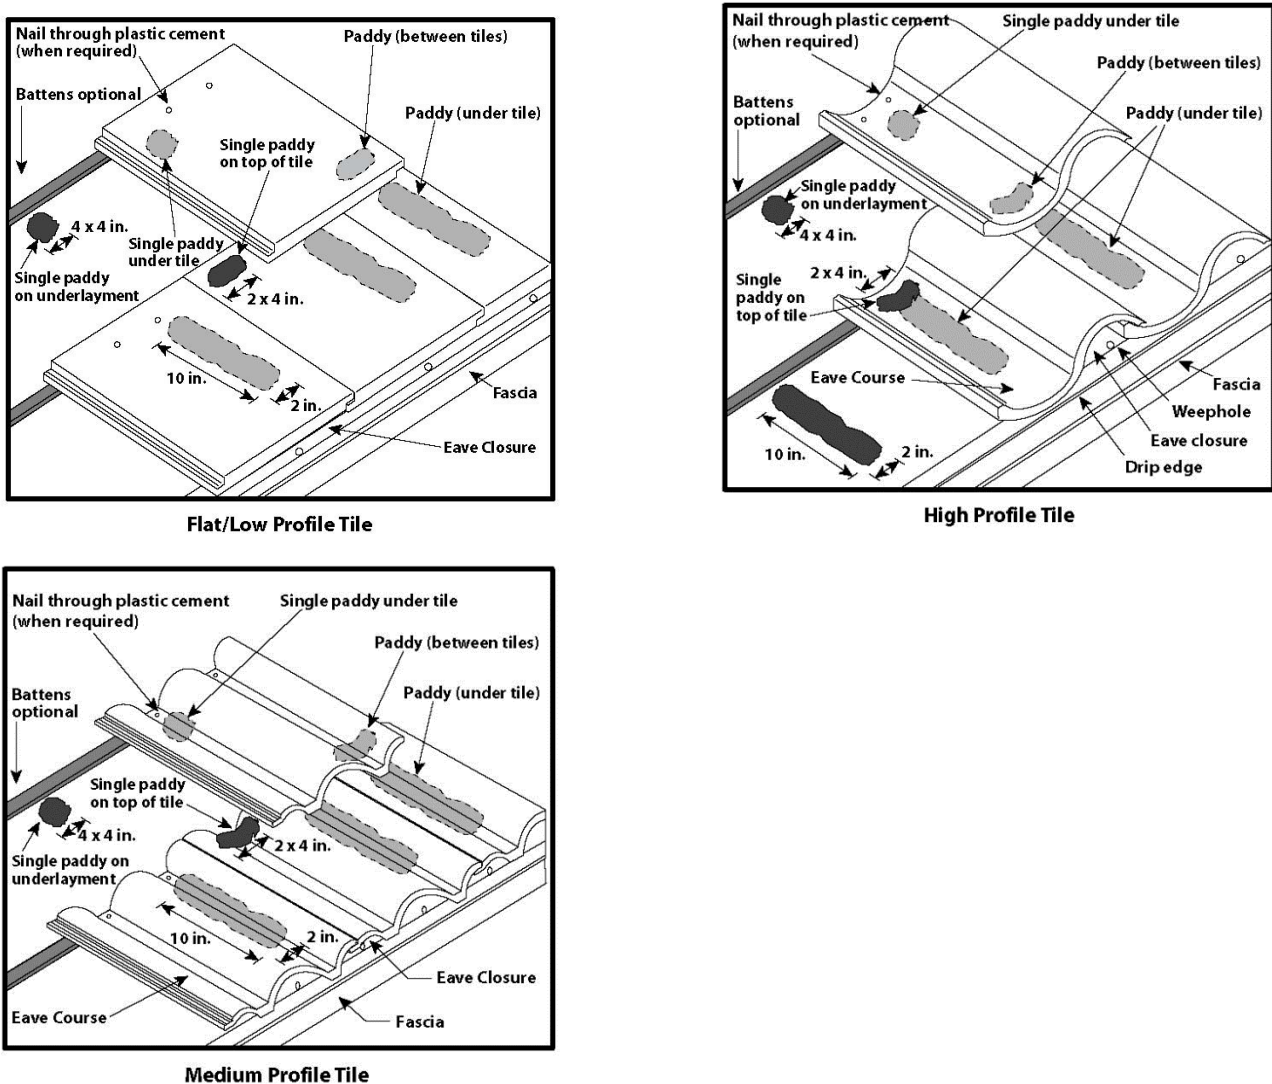 Nail through plastic cement
(when required)
Paddy (between tiles)
Battens optional
Paddy (under tile)
Single paddy
on top of tile
4 x 4 in.
Single paddy
under tile
Single paddy
on underlayment
2 x 4 in.
10 in.
2 in.
Fascia
Eave Closure
Flat/Low Profile Tile
Nail through plastic cement
(when required)
Single paddy under tile
Paddy (between tiles)
Battens
optional
Paddy (under tile)
Single paddy
on underlayment
4 x 4 in.
2 x 4 in.
Single
paddy on
top of tile
Eave Course
Fascia
Weephole
Eave closure
Drip edge
10 in.
2 in.
High Profile Tile
Nail through plastic cement
(when required)
Single paddy under tile
Paddy (between tiles)
Battens
optional
Paddy (under tile)
Single paddy
on top of tile
4 x 4 in.
2 x 4 in.
Single paddy on
underlayment
10 in.
2 in.
Eave Closure
Eave Course
Fascia
Medium Profile Tile